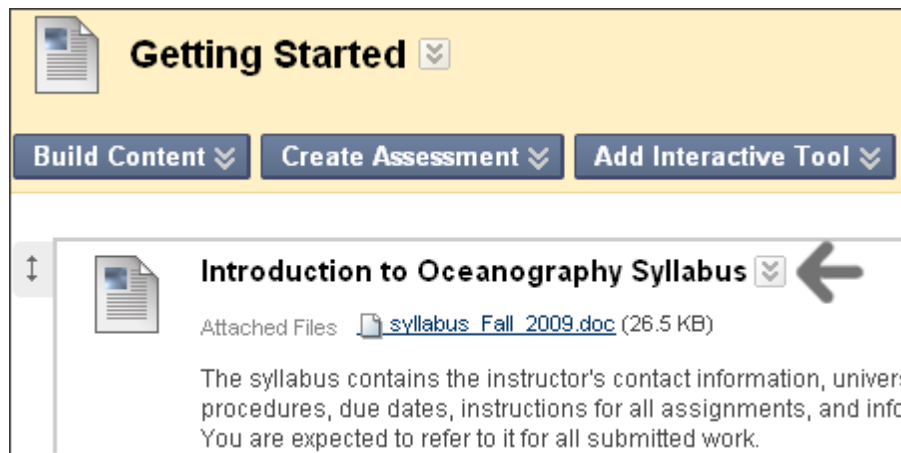 Getting Started
Build Content Create Assessment Add Interactive Tool
Introduction to Oceanography Syllabus
Attached Files syllabus_Fall_2009.doc (26.5 KB)
The syllabus contains the instructor's contact information,
procedures, due dates, instructions for all assignments, and
You are expected to refer to it for all submitted work.